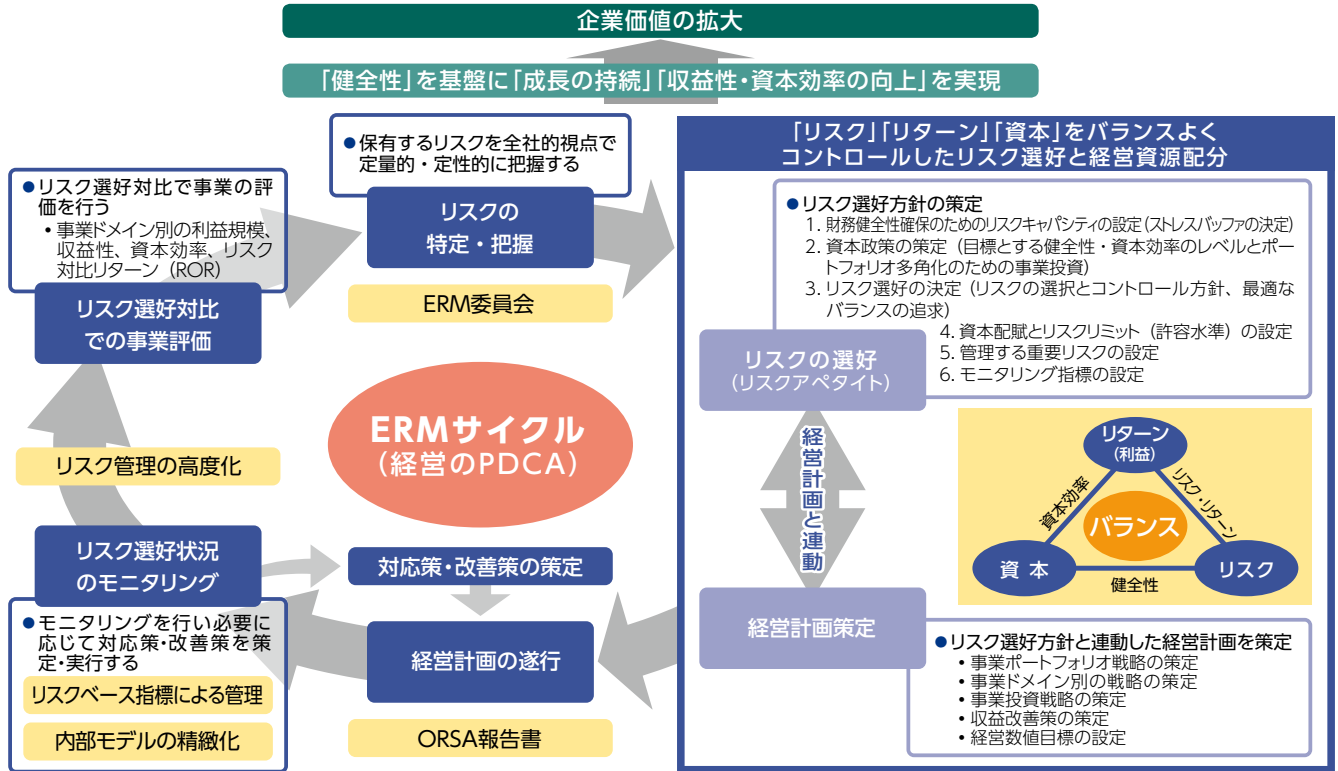 企業価値の拡大
「健全性」を基盤に「成長の持続」「収益性・資本効率の向上」を実現
●保有するリスクを全社的視点で
定量的・定性的に把握する
リスクの
特定・把握
ERM委員会
●リスク選好対比で事業の評
価を行う
•事業ドメイン別の利益規模、
収益性、資本効率、リスク
対比リターン（ROR）
リスク選好対比
での事業評価
リスク管理の高度化
ERMサイクル
（経営のPDCA）
リスク選好状況
のモニタリング
●モニタリングを行い必要に
応じて対応策・改善策を策
定・実行する
リスクベース指標による管理
内部モデルの精緻化
対応策・改善策の策定
経営計画の遂行
ORSA報告書
「リスク」「リターン」「資本」をバランスよく
コントロールしたリスク選好と経営資源配分
●リスク選好方針の策定
1. 財務健全性確保のためのリスクキャパシティの設定（ストレスバッファの決定）
2. 資本政策の策定（目標とする健全性・資本効率のレベルとポー
トフォリオ多角化のための事業投資）
3. リスク選好の決定（リスクの選択とコントロール方針、最適な
バランスの追求）
4. 資本配賦とリスクリミット（許容水準）の設定
5. 管理する重要リスクの設定
6. モニタリング指標の設定
リスクの選好
（リスクアペタイト）
経営計画と連動
リターン
（利益）
資本効率
リスク・リターン
バランス
資 本
健全性
リスク
経営計画策定
●リスク選好方針と連動した経営計画を策定
•事業ポートフォリオ戦略の策定
•事業ドメイン別の戦略の策定
•事業投資戦略の策定
•収益改善策の策定
•経営数値目標の設定